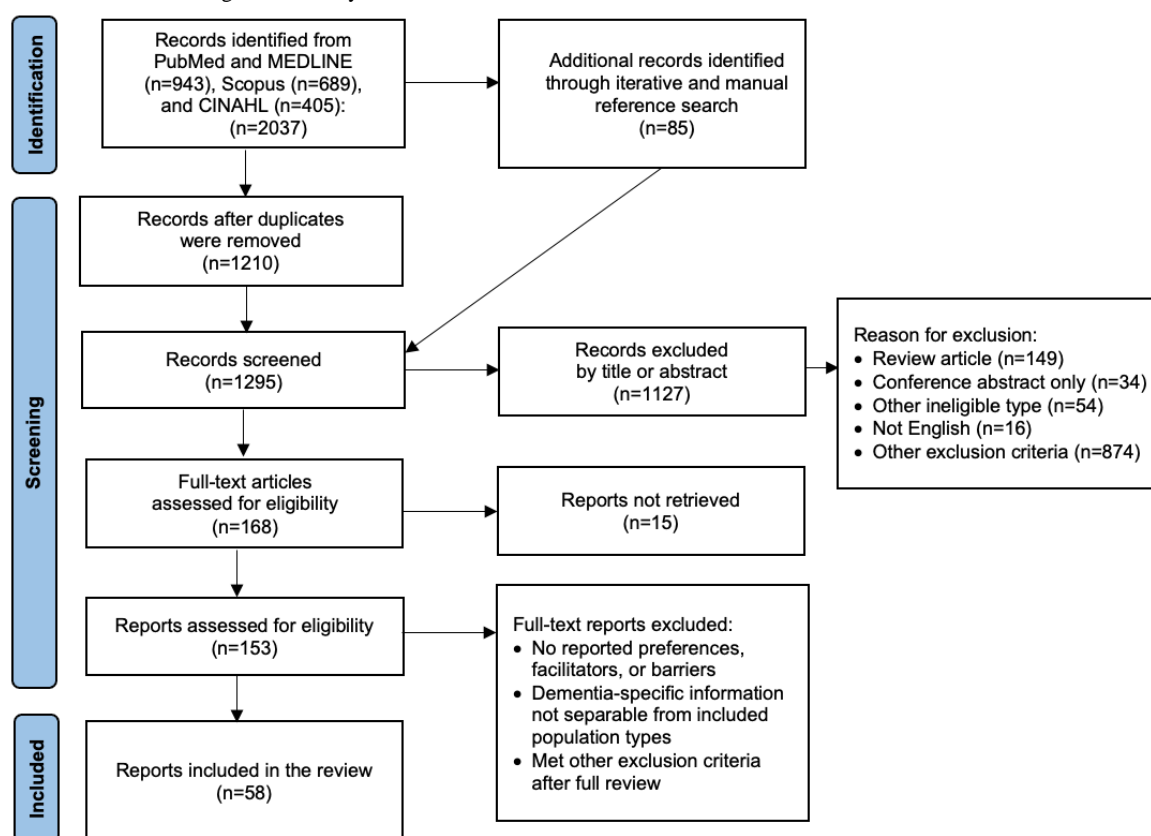 Identification
Records identified from
PubMed and MEDLINE
(n=943), Scopus (n=689),
and CINAHL (n=405):
(n=2037)
Additional records identified
through iterative and manual
reference search
(n=85)
Screening
Records after duplicates
were removed
(n=1210)
Records screened
(n=1295)
Records excluded
by title or abstract
(n=1127)
Reason for exclusion:
• Review article (n=149)
• Conference abstract only (n=34)
• Other ineligible type (n=54)
• Not English (n=16)
• Other exclusion criteria (n=874)
Full-text articles
assessed for eligibility
(n=168)
Reports not retrieved
(n=15)
Reports assessed for eligibility
(n=153)
Full-text reports excluded:
• No reported preferences,
facilitators, or barriers
• Dementia-specific information
not separable from included
population types
• Met other exclusion criteria
after full review
Included
Reports included in the review
(n=58)